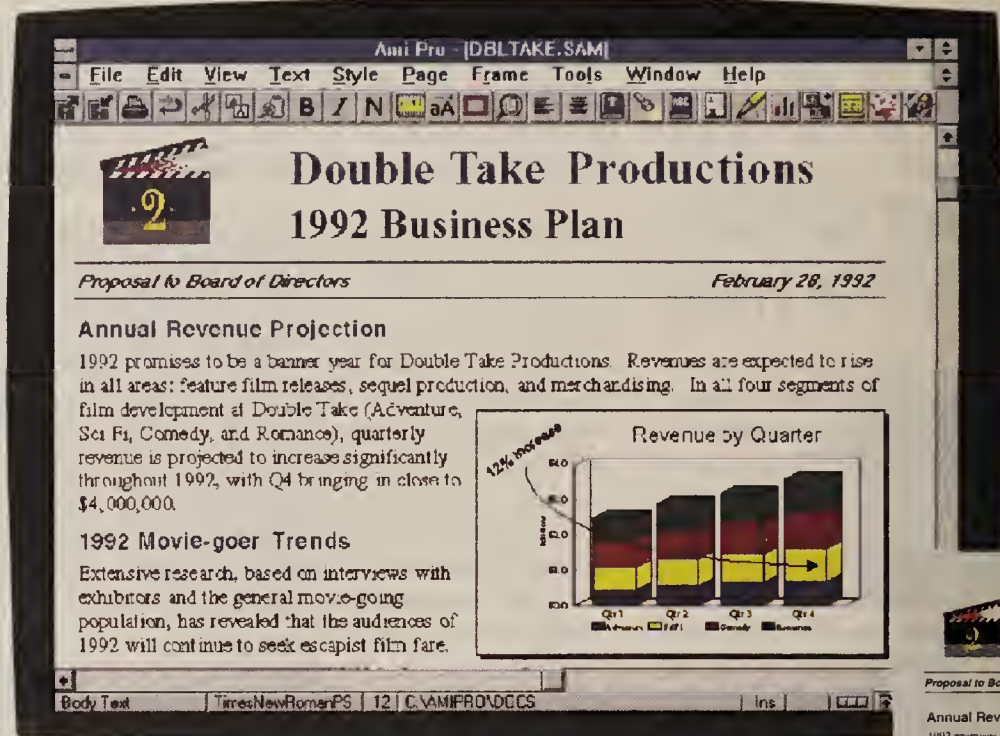 Ami Pro - [DBLTAKE.SAM]
File Edit View Text Style Page Frame Tools Window Help
B I N aA
2
Double Take Productions
1992 Business Plan
Proposal to Board of Directors February 28, 1992
Annual Revenue Projection
1992 promises to be a banner year for Double Take Productions. Revenues are expected to rise
in all areas: feature film releases, sequel production, and merchandising. In all four segments of
film development at Double Take (Adventure,
Sci Fi, Comedy, and Romance), quarterly
revenue is projected to increase significantly
throughout 1992, with Q4 bringing in close to
$4,000,000.
Revenue by Quarter
12% Increase
Qtr 1 Qtr 2 Qtr 3 Qtr 4
1992 Movie-goer Trends
Extensive research, based on interviews with
exhibitors and the general movie-going
population, has revealed that the audiences of
1992 will continue to seek escapist film fare.
Body Text TimesNewRomanPS 12 C:\AMIPRO\DOCS Ins
2
Proposal to Bo
Annual Rev